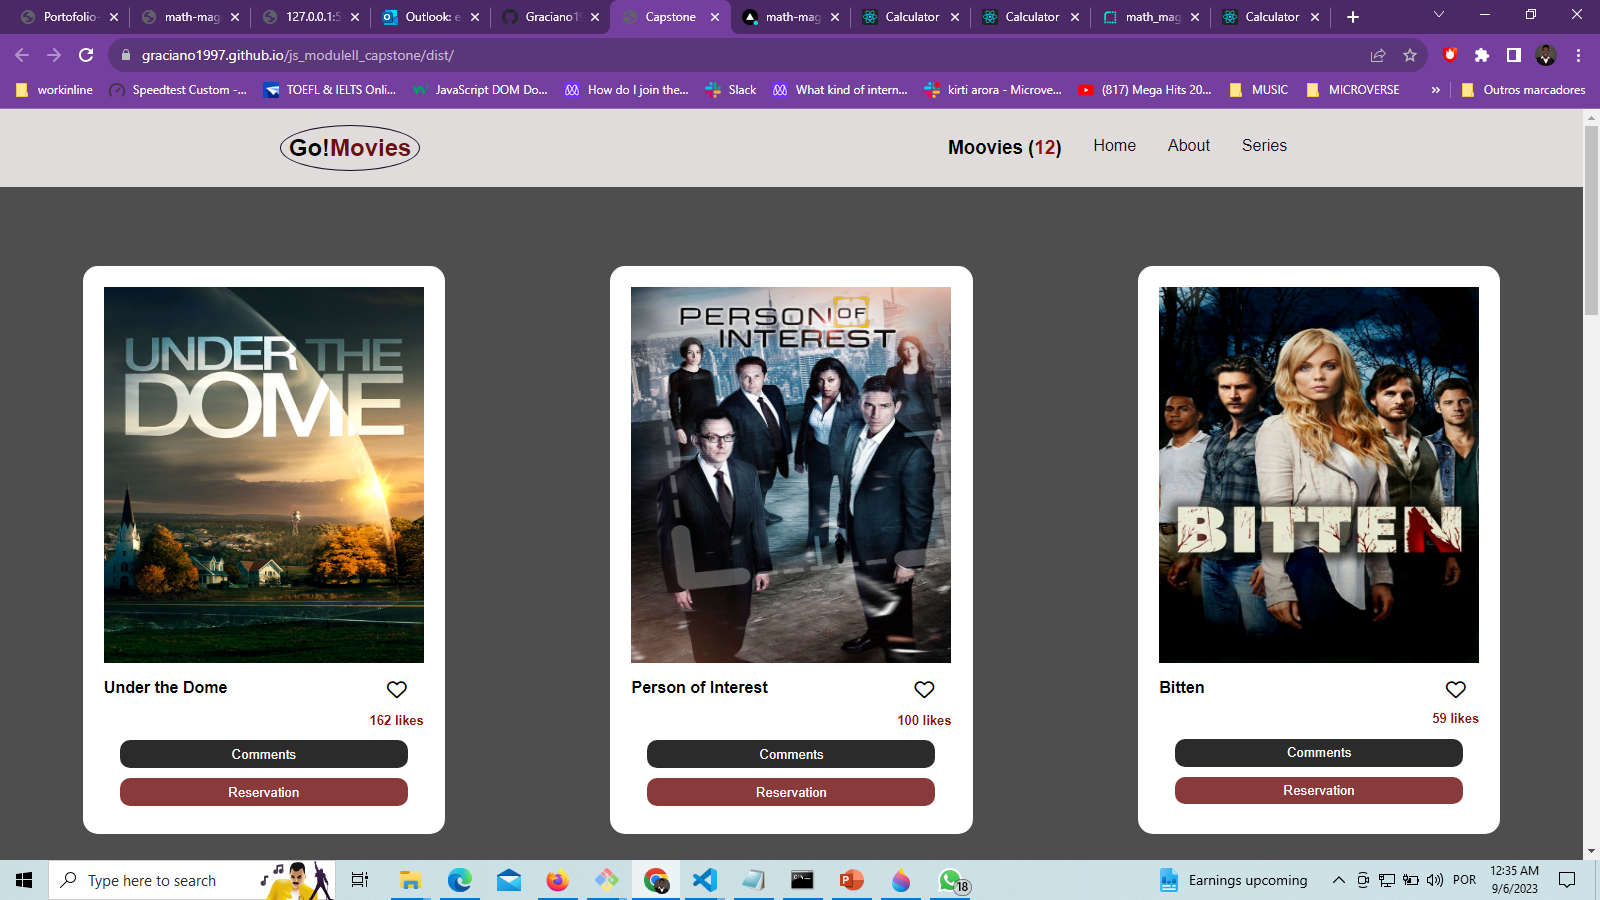 Portofolio-
math-mag
127.0.0.1:5
Outlook: e
Graciano19
Capstone
math-mag
Calculator
Calculator
math_mag
Calculator
graciano1997.github.io/js_moduleII_capstone/dist/
workinline
Speedtest Custom -...
TOEFL & IELTS Onli...
JavaScript DOM Do...
How do I join the...
Slack
What kind of intern...
kirti arora - Microve...
(817) Mega Hits 20...
MUSIC
MICROVERSE
»
Outros marcadores
Go!Movies
Moovies (12)
Home
About
Series
UNDER THE
DOME
PERSON OF
INTEREST
BITTEN
Under the Dome
Person of Interest
Bitten
162 likes
100 likes
59 likes
Comments
Comments
Comments
Reservation
Reservation
Reservation
Type here to search
18
Earnings upcoming
POR
12:35 AM
9/6/2023